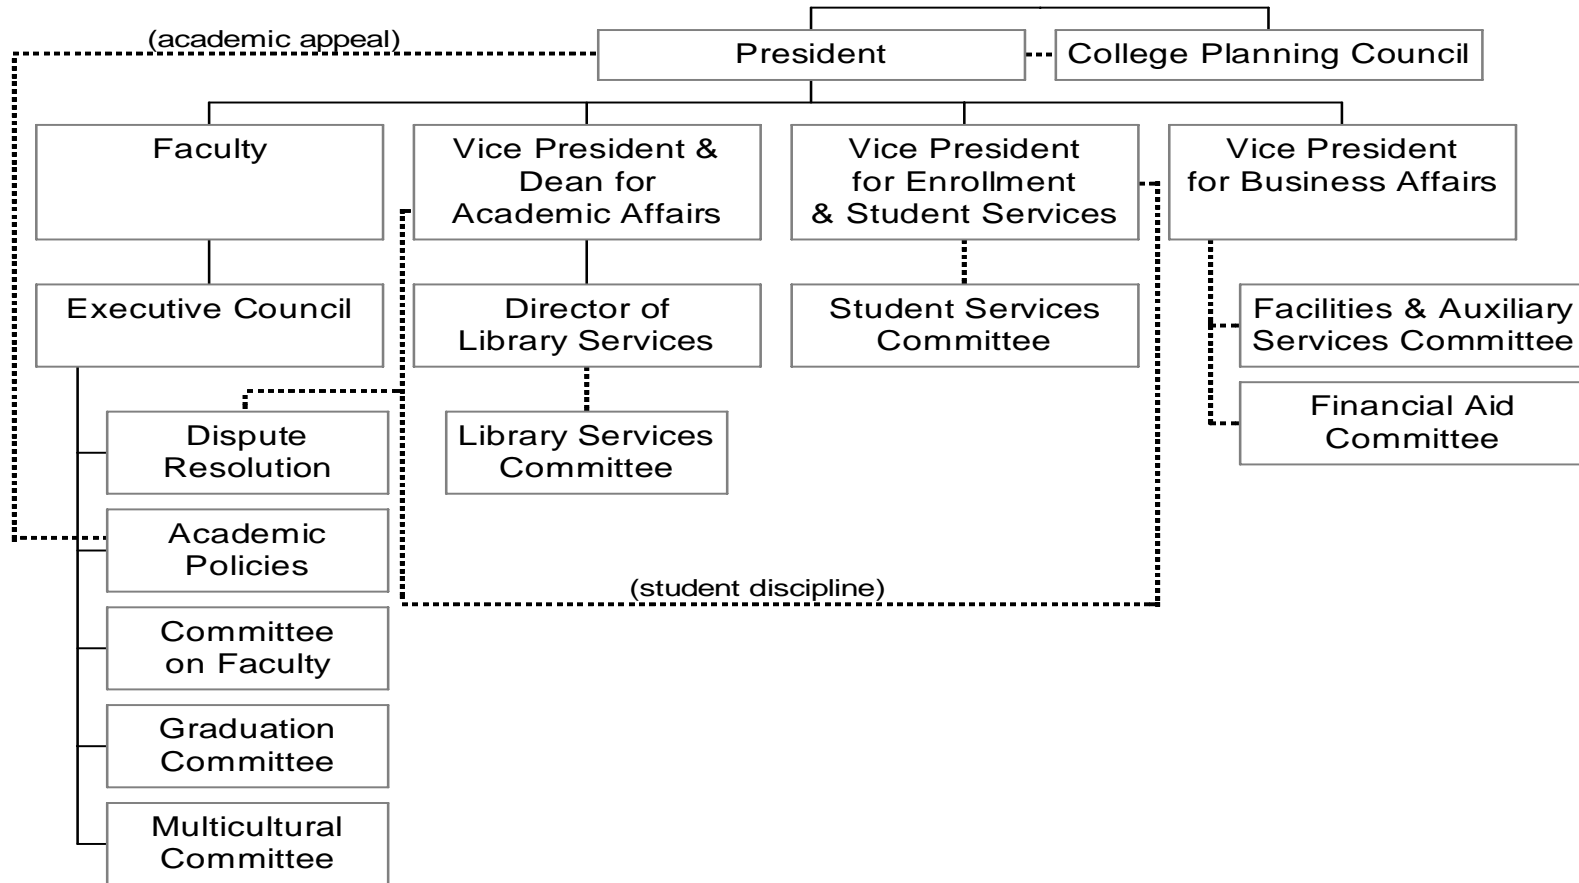 (academic appeal)
President
College Planning Council
Faculty
Vice President &
Dean for
Academic Affairs
Vice President
for Enrollment
& Student Services
Vice President
for Business Affairs
Executive Council
Director of
Library Services
Student Services
Committee
Facilities & Auxiliary
Services Committee
Dispute
Resolution
Library Services
Committee
Financial Aid
Committee
Academic
Policies
(student discipline)
Committee
on Faculty
Graduation
Committee
Multicultural
Committee